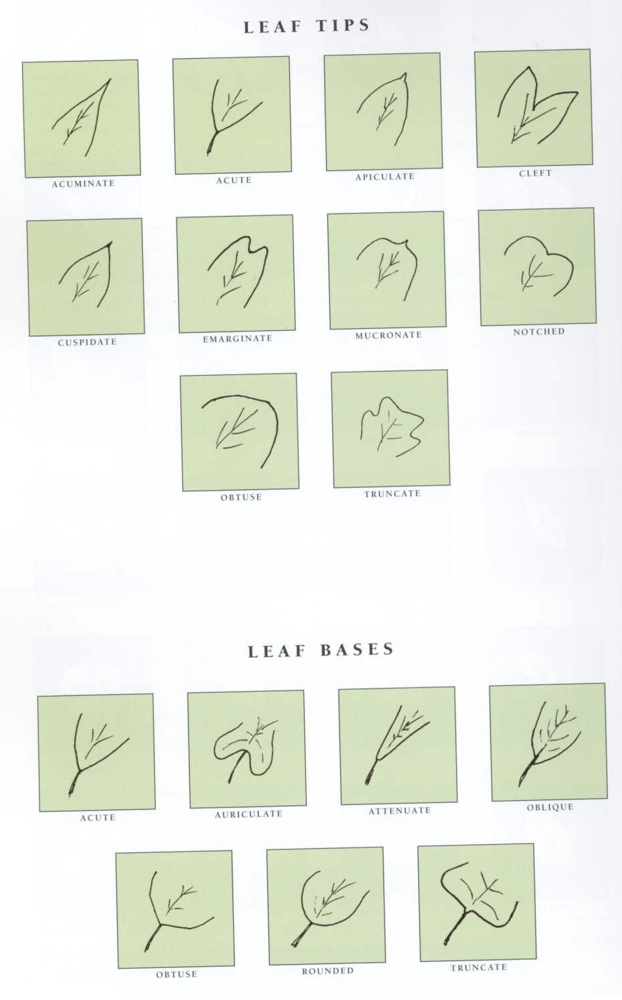 LEAF TIPS
ACUMINATE
ACUTE
APICULATE
CLEFT
CUSPIDATE
EMARGINATE
MUCRONATE
NOTCHED
OBTUSE
TRUNCATE
LEAF BASES
ACUTE
AURICULATE
ATTENUATE
OBLIQUE
OBTUSE
ROUNDED
TRUNCATE